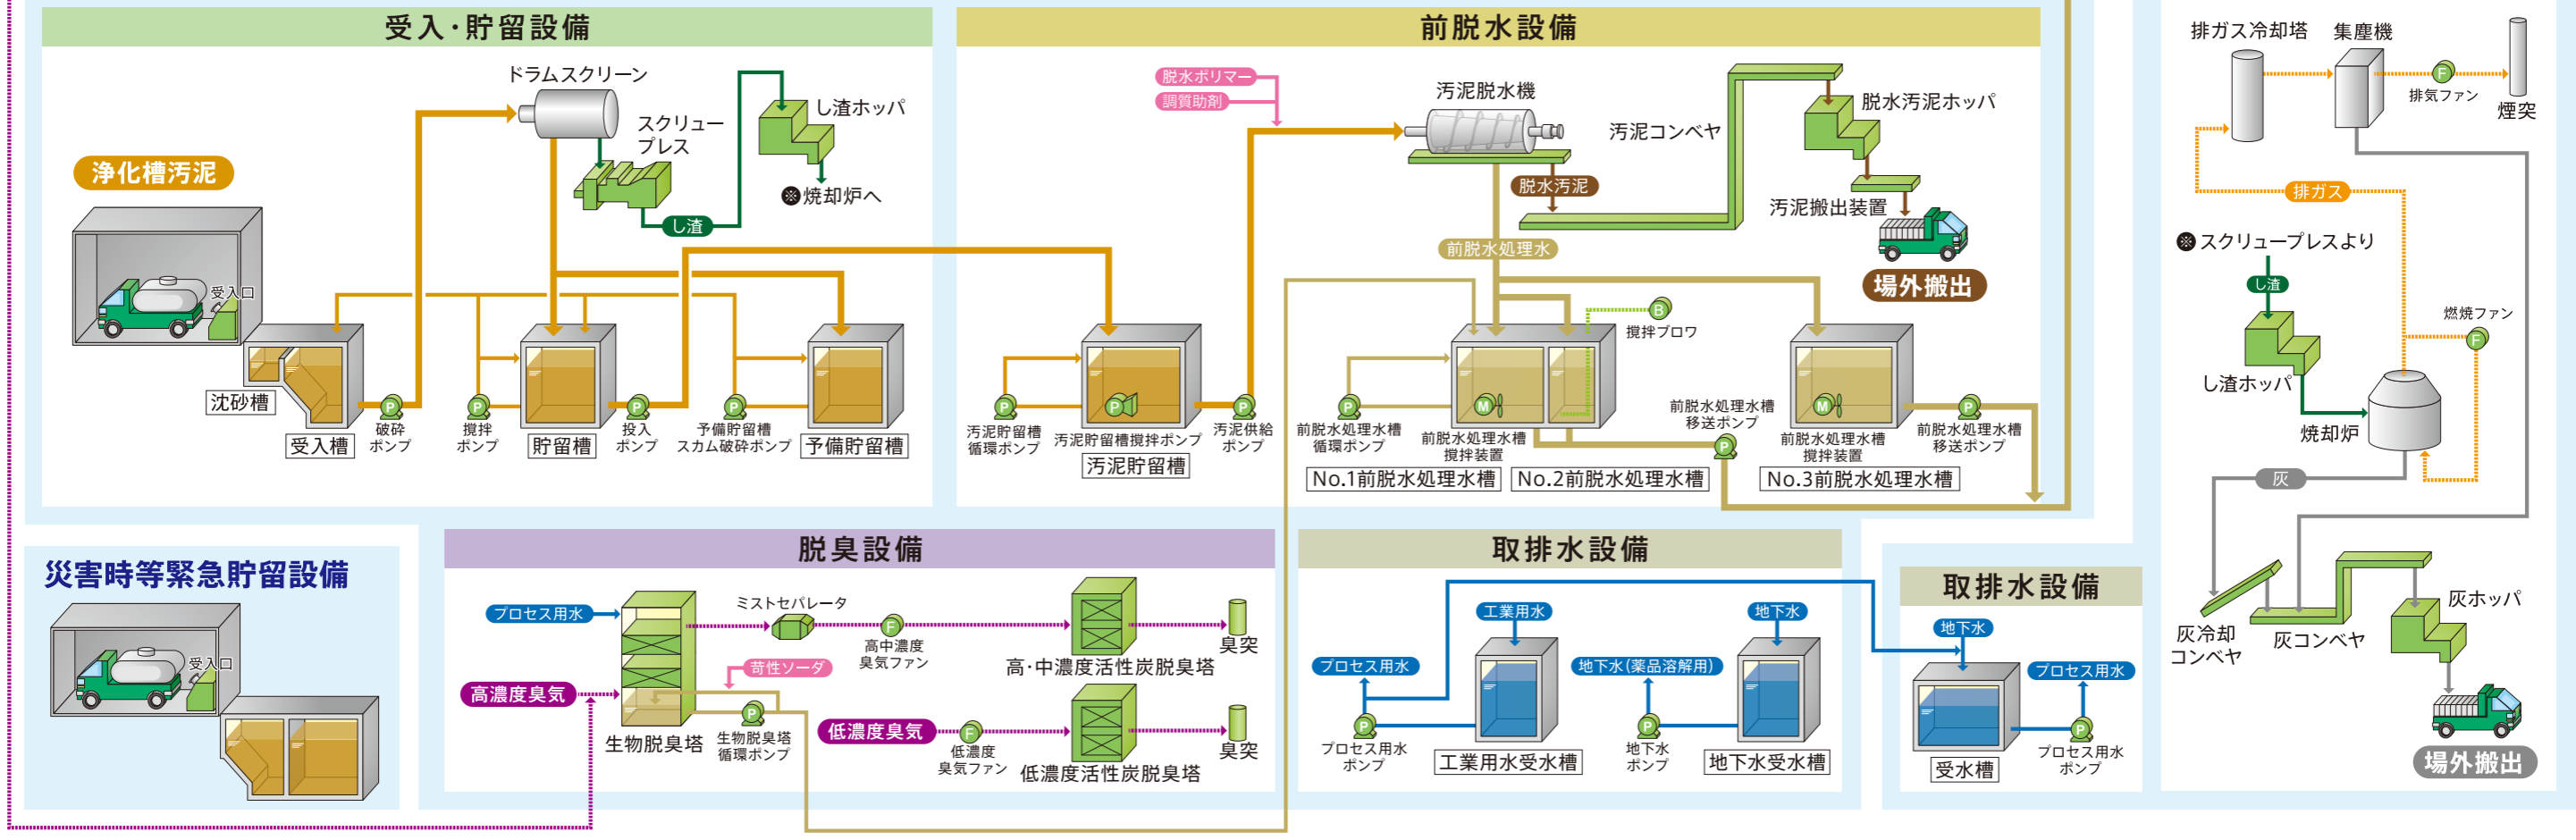 受入・貯留設備
ドラムスクリーン
スクリュー
プレス
し渣ホッパ
焼却炉へ
し渣
浄化槽汚泥
受入口
沈砂槽
受入槽
破砕
ポンプ
撹拌
ポンプ
貯留槽
投入
ポンプ
予備貯留槽
スカム破砕ポンプ
予備貯留槽
前脱水設備
脱水ポリマー
調質助剤
汚泥脱水機
汚泥コンベヤ
脱水汚泥ホッパ
脱水汚泥
汚泥搬出装置
場外搬出
前脱水処理水
B
撹拌ブロワ
汚泥貯留槽
循環ポンプ
汚泥貯留槽撹拌ポンプ
汚泥貯留槽
汚泥供給
ポンプ
前脱水処理水槽
循環ポンプ
前脱水処理水槽
撹拌装置
No.1前脱水処理水槽
No.2前脱水処理水槽
前脱水処理水槽
移送ポンプ
前脱水処理水槽
撹拌装置
No.3前脱水処理水槽
前脱水処理水槽
移送ポンプ
排ガス冷却塔
集塵機
F
排気ファン
煙突
排ガス
スクリュープレスより
し渣
し渣ホッパ
燃焼ファン
F
焼却炉
灰
灰冷却
コンベヤ
灰コンベヤ
灰ホッパ
場外搬出
災害時等緊急貯留設備
受入口
脱臭設備
プロセス用水
ミストセパレータ
F
高中濃度
臭気ファン
高・中濃度活性炭脱臭塔
臭突
苛性ソーダ
高濃度臭気
生物脱臭塔
P
生物脱臭塔
循環ポンプ
低濃度臭気
F
低濃度
臭気ファン
低濃度活性炭脱臭塔
臭突
取排水設備
工業用水
地下水
プロセス用水
地下水(薬品溶解用)
P
プロセス用水
ポンプ
工業用水受水槽
P
地下水
ポンプ
地下水受水槽
取排水設備
地下水
プロセス用水
受水槽
P
プロセス用水
ポンプ